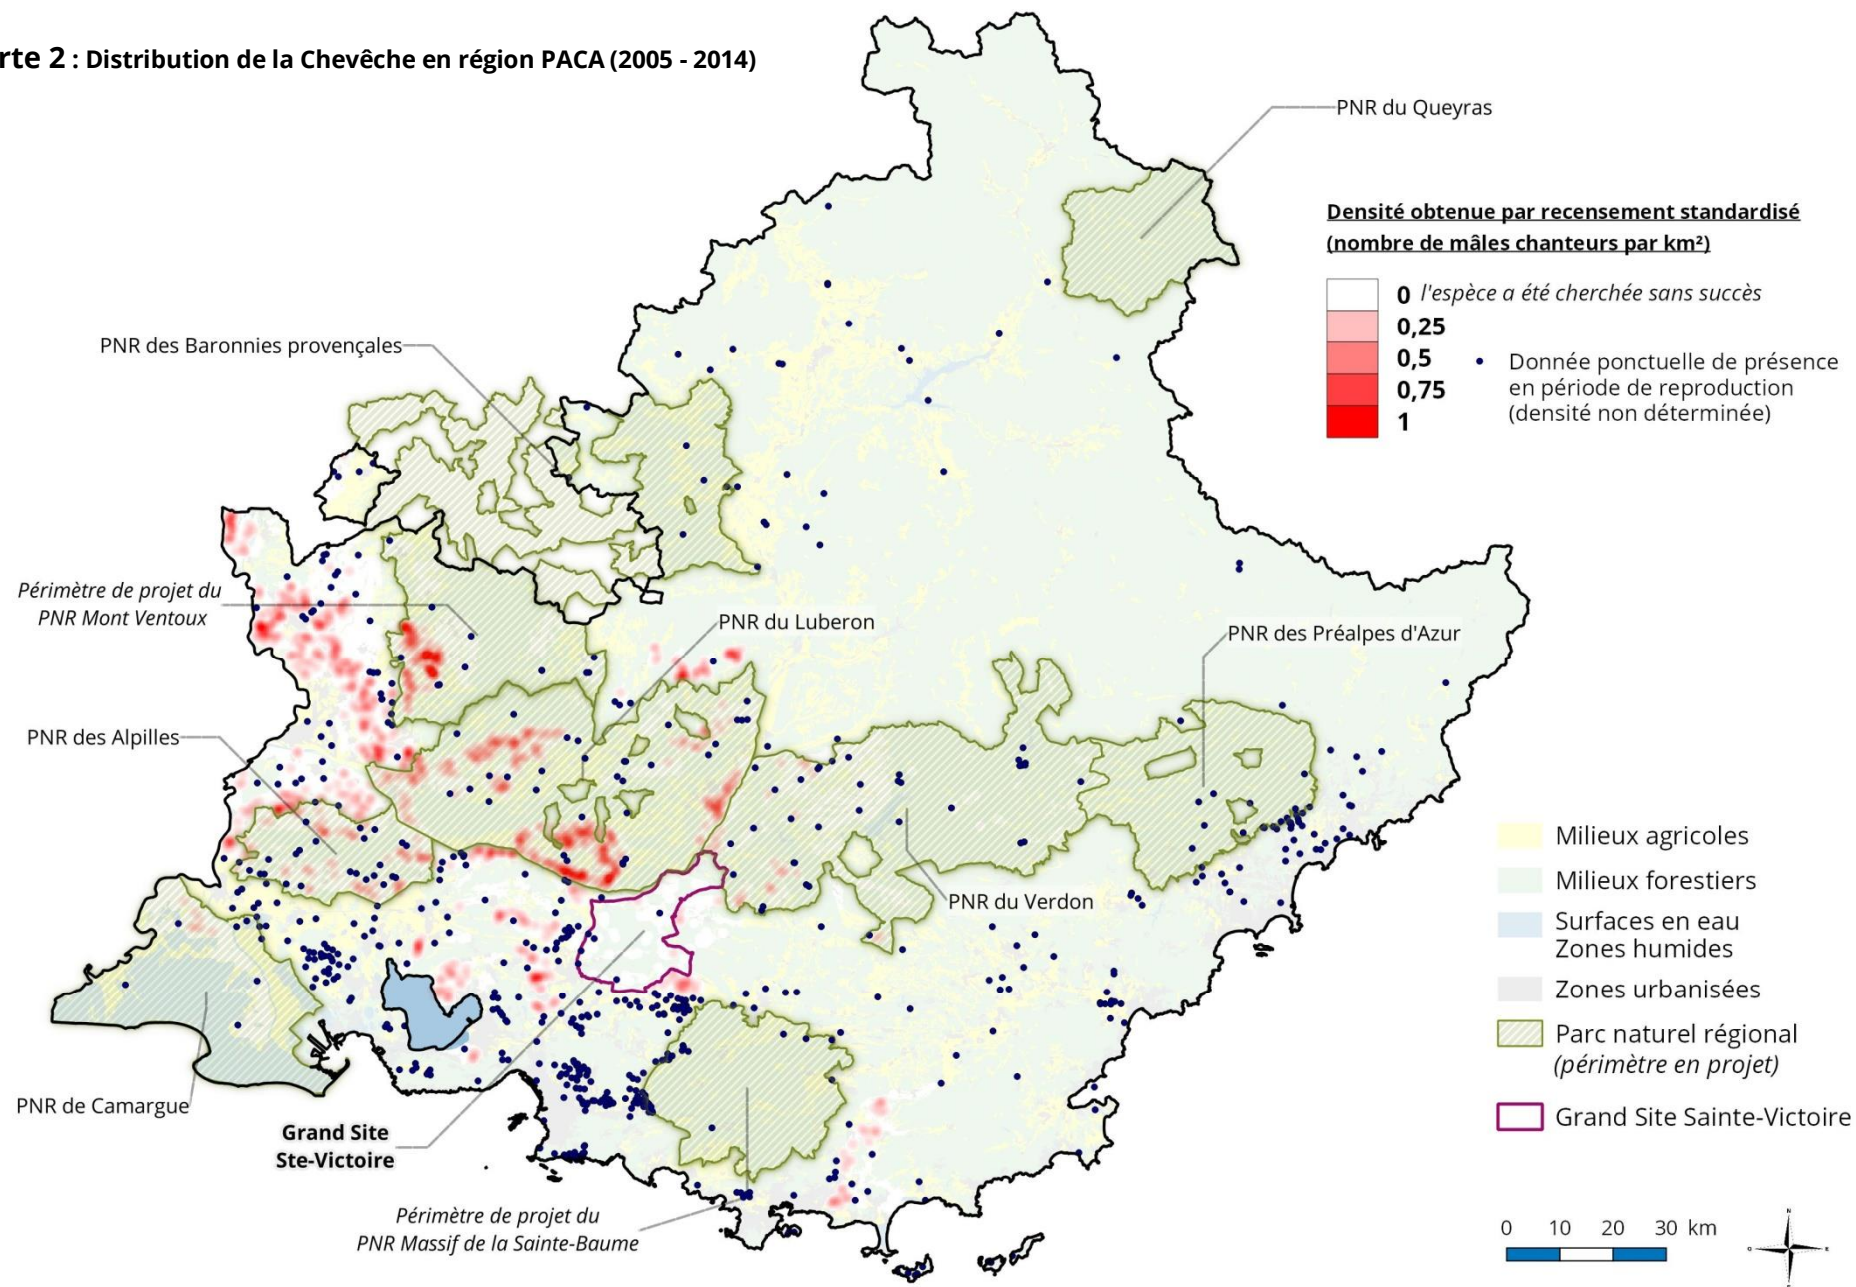 rte 2 : Distribution de la Chevêche en région PACA (2005 - 2014)
PNR du Queyras
Densité obtenue par recensement standardisé
(nombre de mâles chanteurs par km²)
0 l'espèce a été cherchée sans succès
0,25
0,5
0,75
1
Donnée ponctuelle de présence
en période de reproduction
(densité non déterminée)
PNR des Baronnies provençales
Périmètre de projet du
PNR Mont Ventoux
PNR du Luberon
PNR des Préalpes d'Azur
PNR des Alpilles
PNR du Verdon
PNR de Camargue
Grand Site
Ste-Victoire
Périmètre de projet du
PNR Massif de la Sainte-Baume
Milieux agricoles
Milieux forestiers
Surfaces en eau
Zones humides
Zones urbanisées
Parc naturel régional
(périmètre en projet)
Grand Site Sainte-Victoire
0 10 20 30 km
N